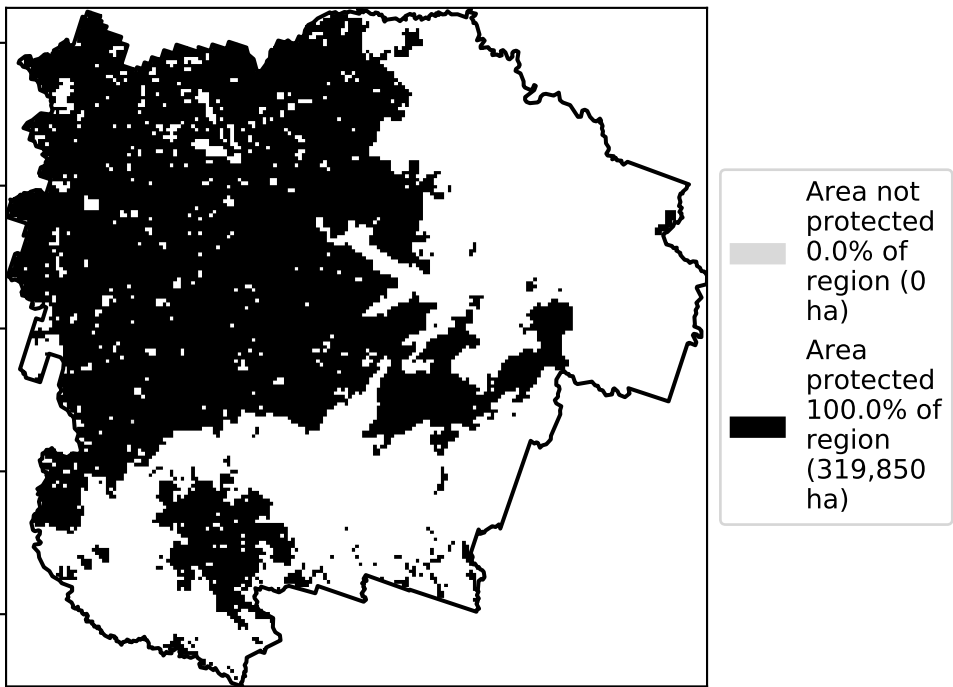 Area not
protected
0.0% of
region (0
ha)
Area
protected
100.0% of
region
(319,850
ha)